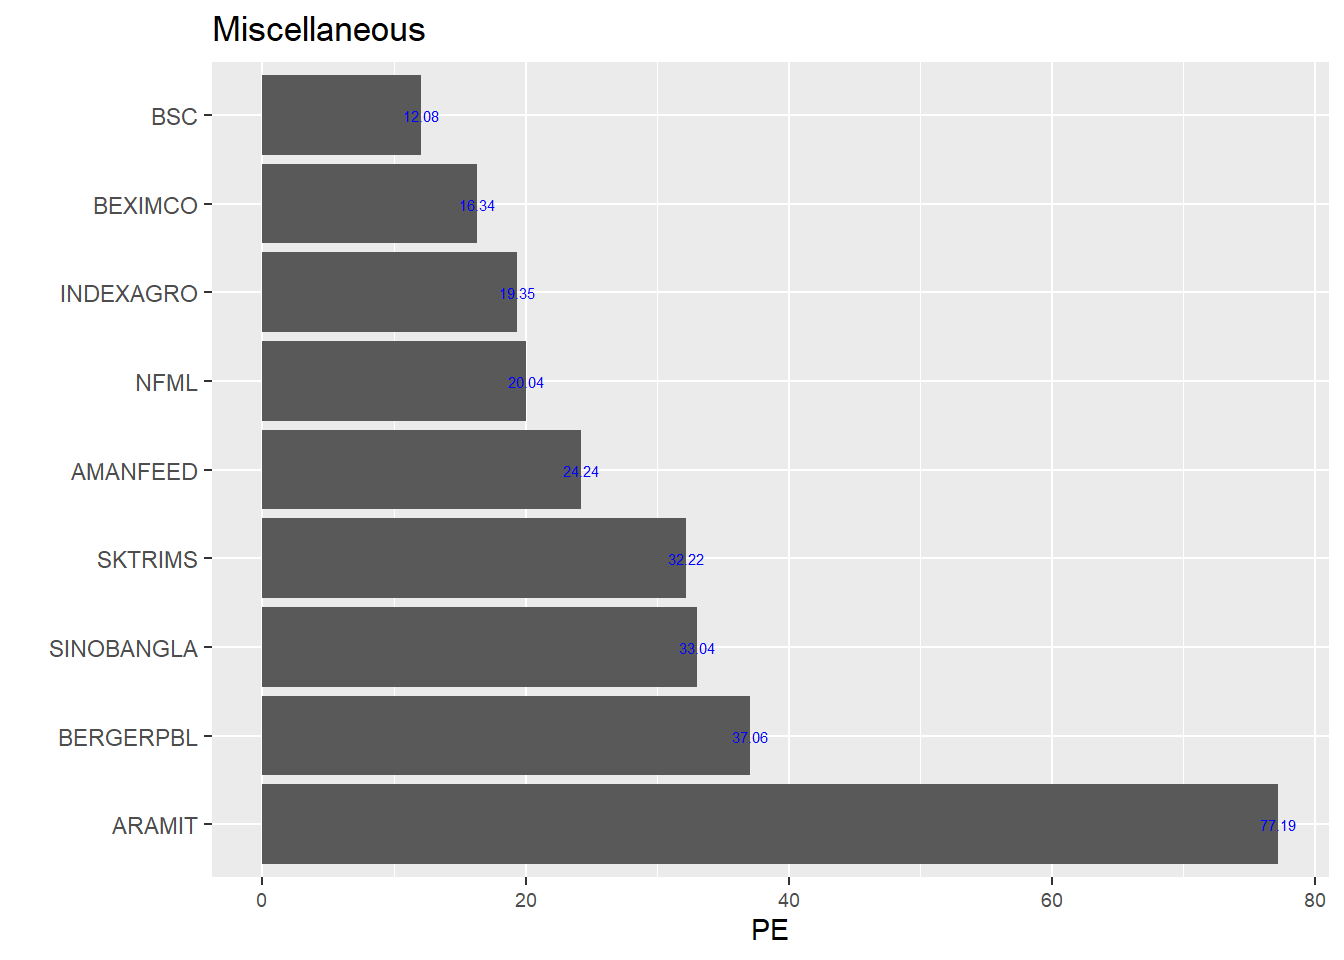 Miscellaneous
BSC 12.08
BEXIMCO 16.34
INDEXAGRO 19.35
NFML 20.04
AMANFEED 24.24
SKTRIMS 32.22
SINOBANGLA 33.04
BERGERPBL 37.06
ARAMIT 77.19
0 20 40 60 80
PE